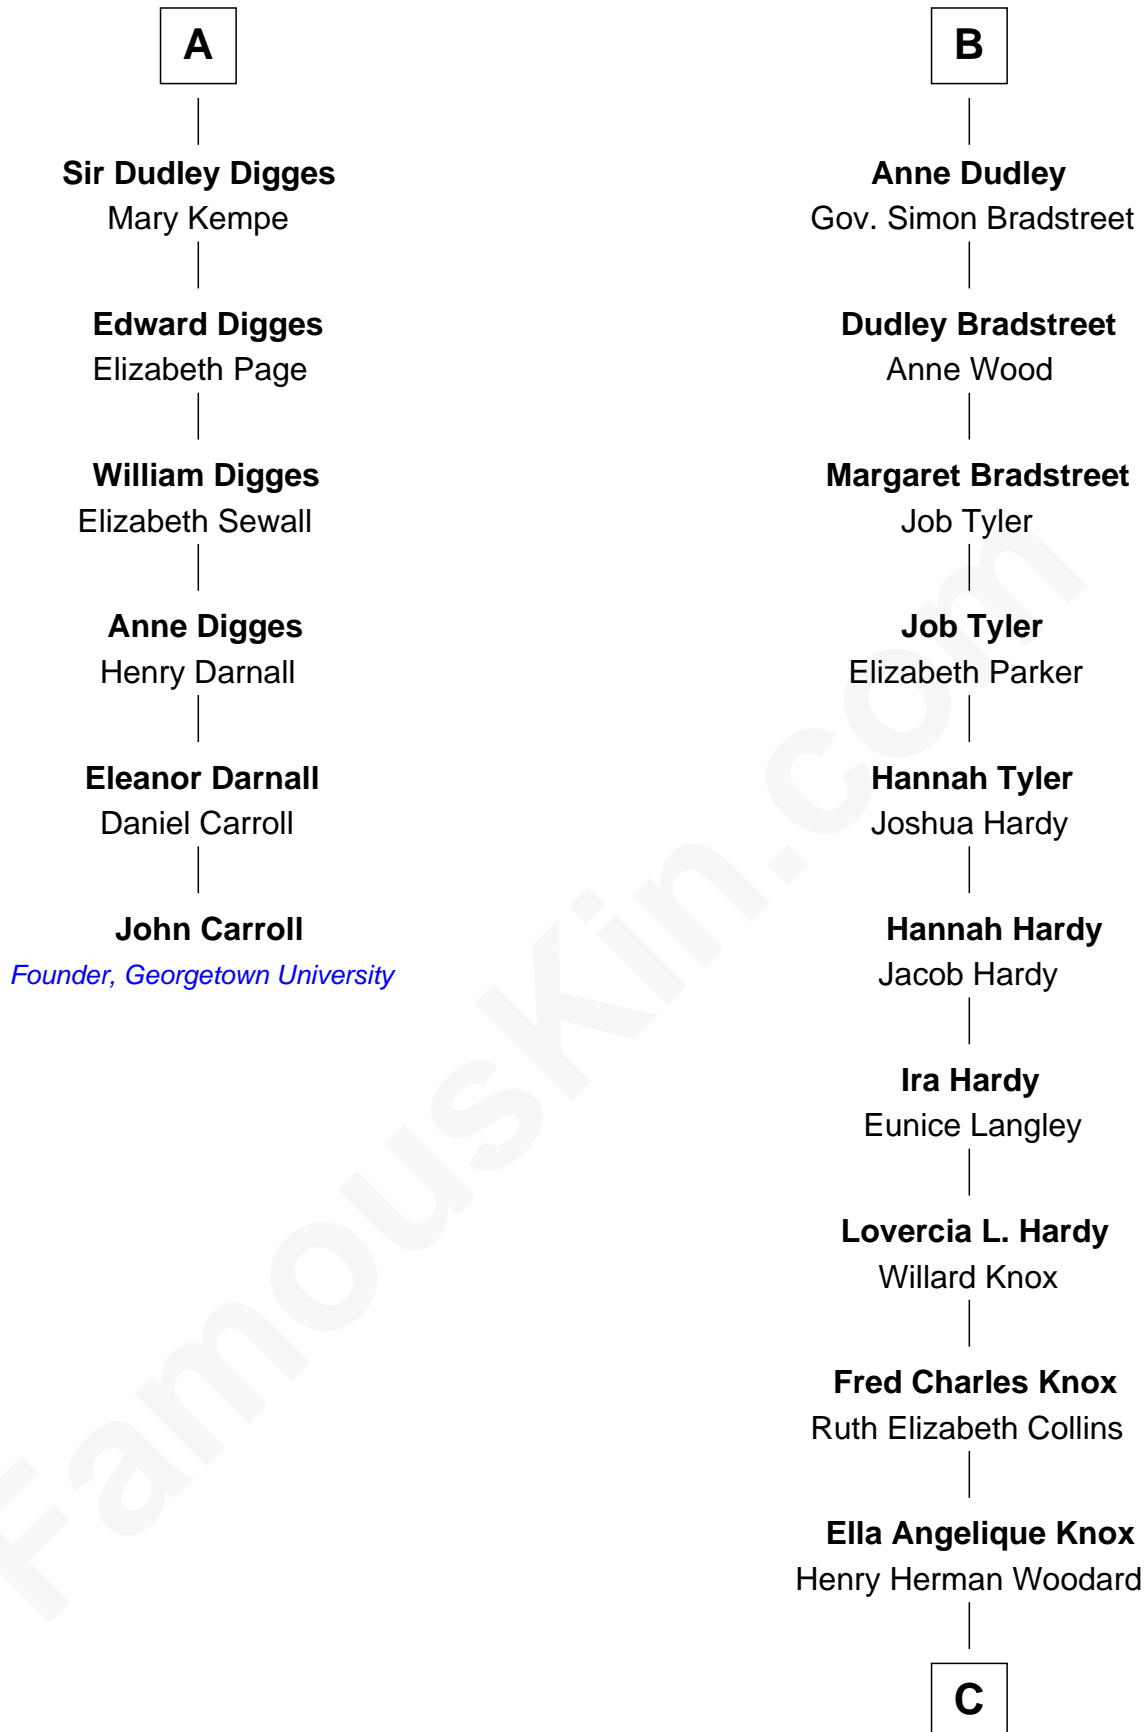 A
Sir Dudley Digges
Mary Kempe
Edward Digges
Elizabeth Page
William Digges
Elizabeth Sewall
Anne Digges
Henry Darnall
Eleanor Darnall
Daniel Carroll
John Carroll
Founder, Georgetown University
B
Anne Dudley
Gov. Simon Bradstreet
Dudley Bradstreet
Anne Wood
Margaret Bradstreet
Job Tyler
Job Tyler
Elizabeth Parker
Hannah Tyler
Joshua Hardy
Hannah Hardy
Jacob Hardy
Ira Hardy
Eunice Langley
Lovercia L. Hardy
Willard Knox
Fred Charles Knox
Ruth Elizabeth Collins
Ella Angelique Knox
Henry Herman Woodard
C
FamousKin.com